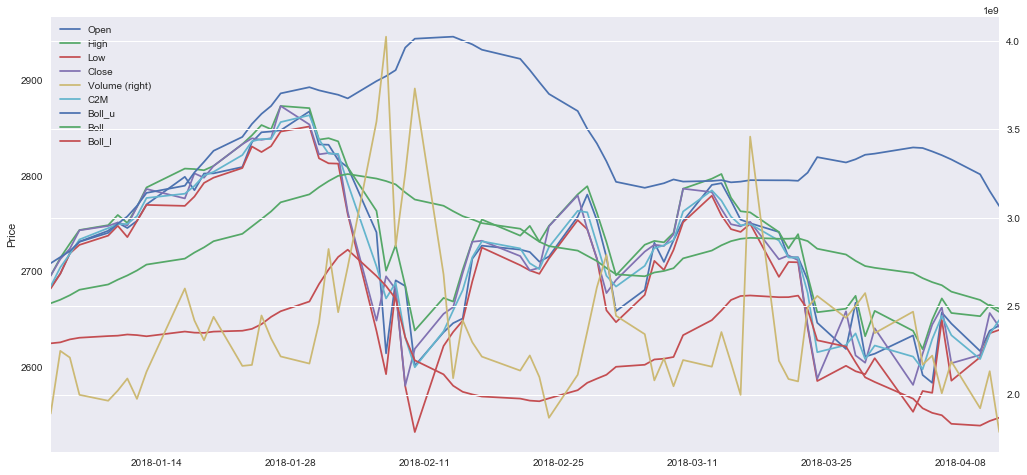 1e9
Open
High
Low
Close
Volume (right)
C2M
Boll_u
Boll
Boll_l
Price
2900
2800
2700
2600
4.0
3.5
3.0
2.5
2.0
2018-01-14
2018-01-28
2018-02-11
2018-02-25
2018-03-11
2018-03-25
2018-04-08